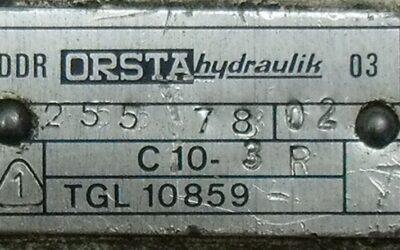 DDR ORSTA hydraulik 03
255 78 02
C 10-3 R
1 TGL 10859